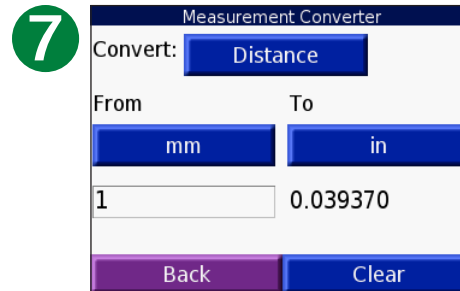 7
Measurement Converter
Convert: Distance
From To
mm in
1 0.039370
Back Clear